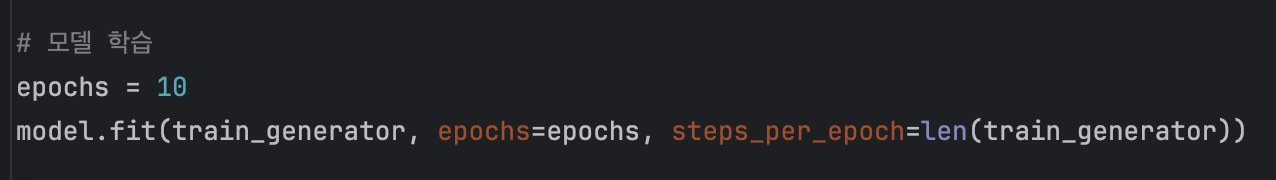 # 모델 학습
epochs = 10
model.fit(train_generator, epochs=epochs, steps_per_epoch=len(train_generator))